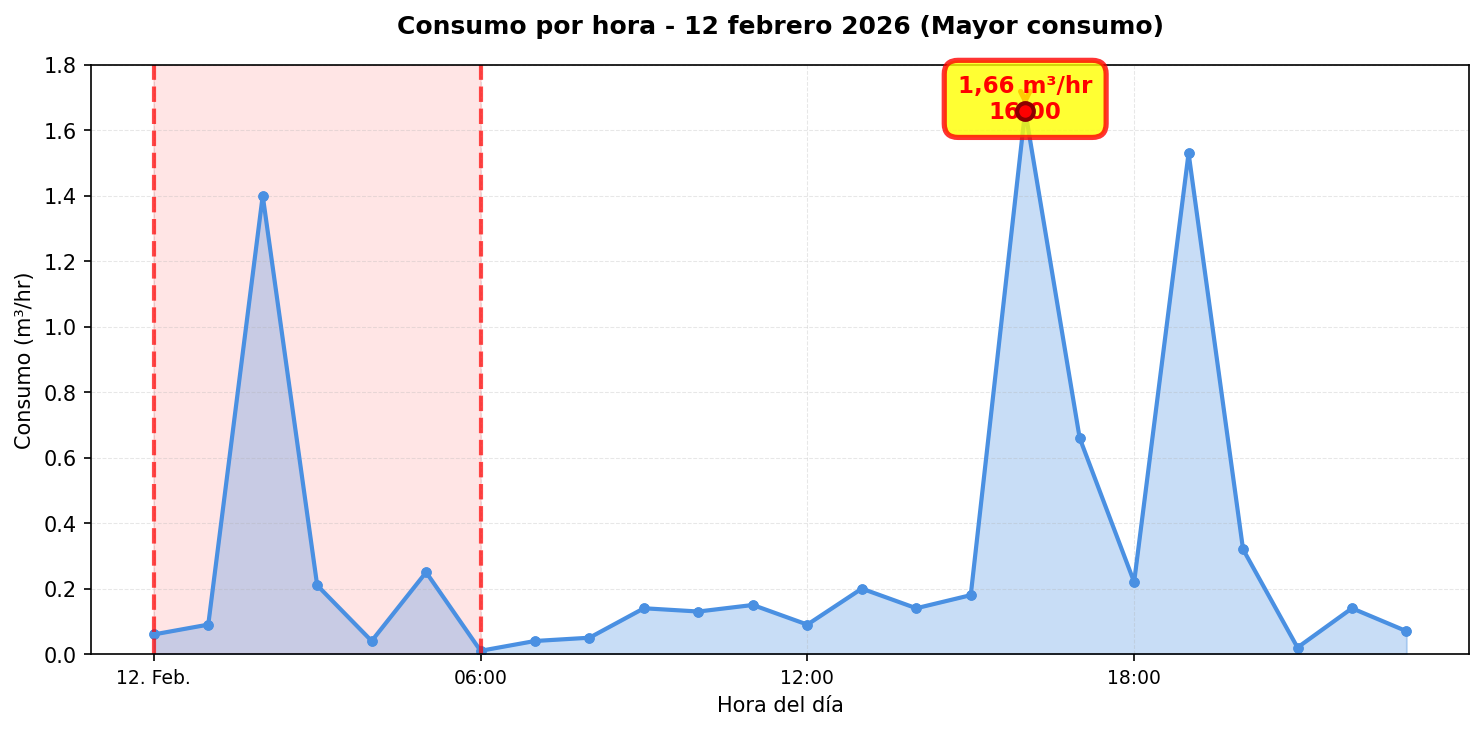 Consumo por hora - 12 febrero 2026 (Mayor consumo)
1,66 m³/hr
16:00
Consumo (m³/hr)
1.8
1.6
1.4
1.2
1.0
0.8
0.6
0.4
0.2
0.0
12. Feb.
06:00
12:00
18:00
Hora del día